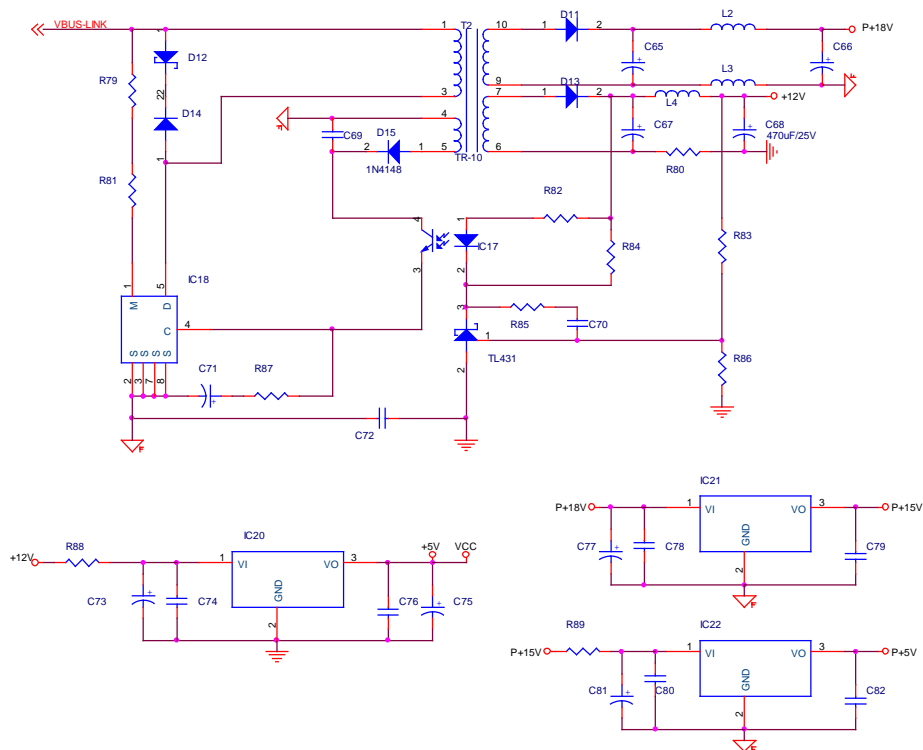 VBUS-LINK
1 T2 10
1 D11 2
L2
P+18V
D12
C65
C66
R79
L3
9
7
1 D13 2
L4
+12V
22
3
D14
4
C69
D15
C67
C68
470uF/25V
1
2
1
5
1N4148
TR-10
6
R80
R81
R82
R83
4
1
IC17
R84
3
2
IC18
1
5
M
D
C
4
3
R85
C70
1
TL431
S S S S
2
3
7
8
C71
R87
2
R86
C72
F
IC21
P+18V
1
VI
VO
3
P+15V
GND
C77
C78
C79
2
F
IC20
+12V
R88
1
VI
VO
3
+5V
VCC
GND
C73
C74
C76
C75
2
IC22
P+15V
R89
1
VI
VO
3
P+5V
GND
C81
C80
C82
2
F